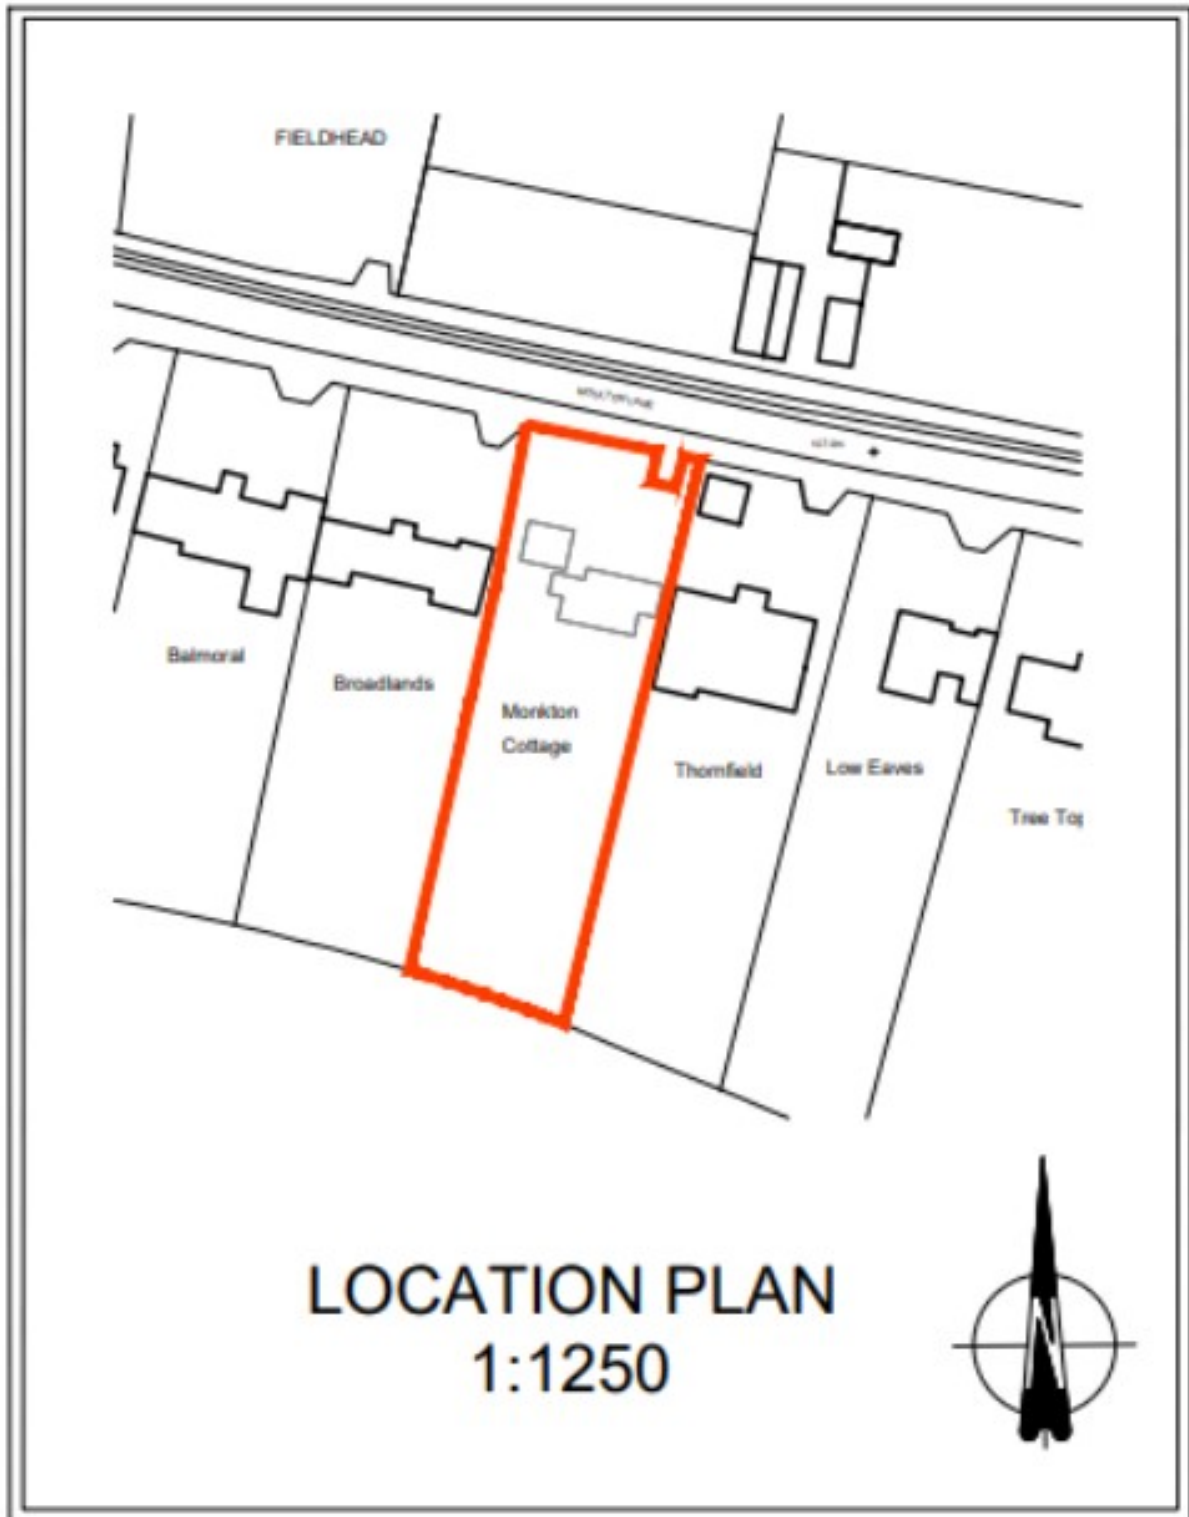 FIELDHEAD
Balmoral
Broadlands
Monkton
Cottage
Thornfield
Low Eaves
Tree Top
LOCATION PLAN
1:1250
N